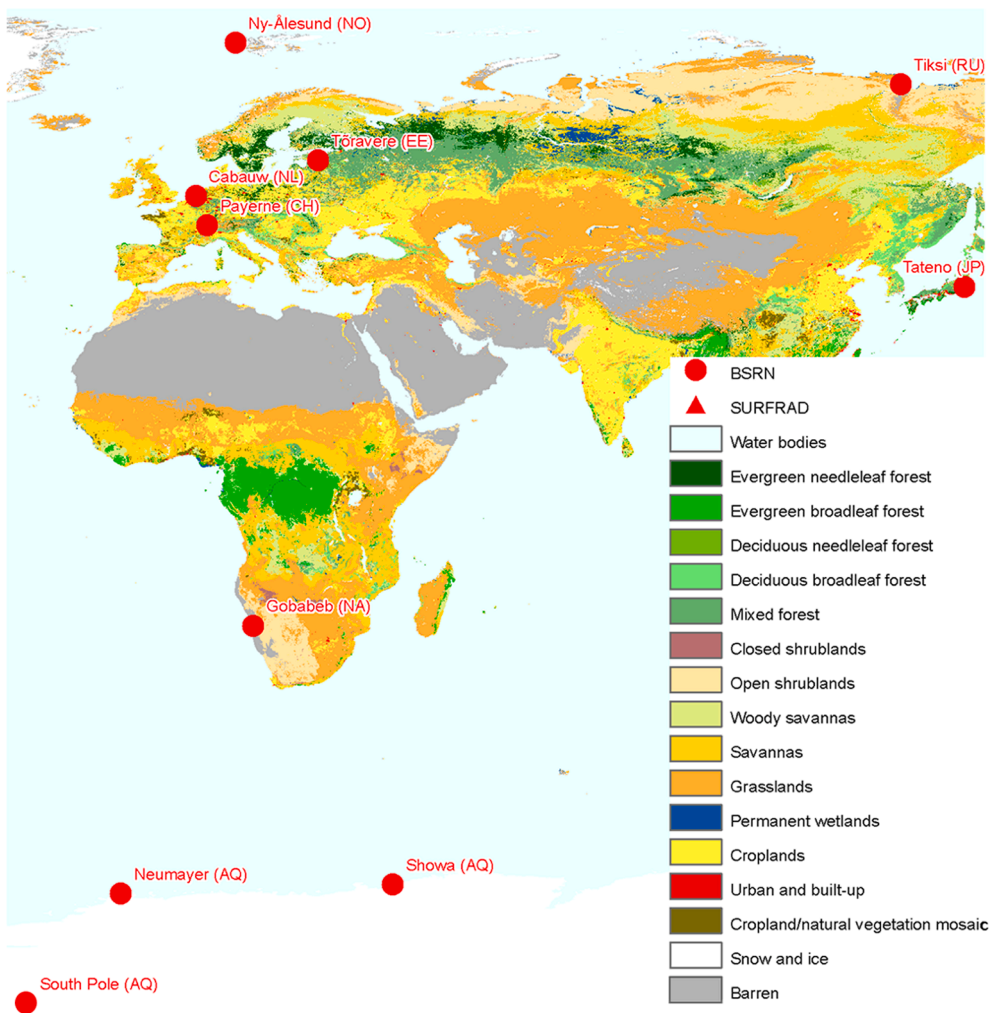 Ny-Ålesund (NO)
Tiksi (RU)
Tõravere (EE)
Cabauw (NL)
Payerne (CH)
Tateno (JP)
Gobabeb (NA)
Neumayer (AQ)
Showa (AQ)
South Pole (AQ)
BSRN
SURFRAD
Water bodies
Evergreen needleleaf forest
Evergreen broadleaf forest
Deciduous needleleaf forest
Deciduous broadleaf forest
Mixed forest
Closed shrublands
Open shrublands
Woody savannas
Savannas
Grasslands
Permanent wetlands
Croplands
Urban and built-up
Cropland/natural vegetation mosaic
Snow and ice
Barren